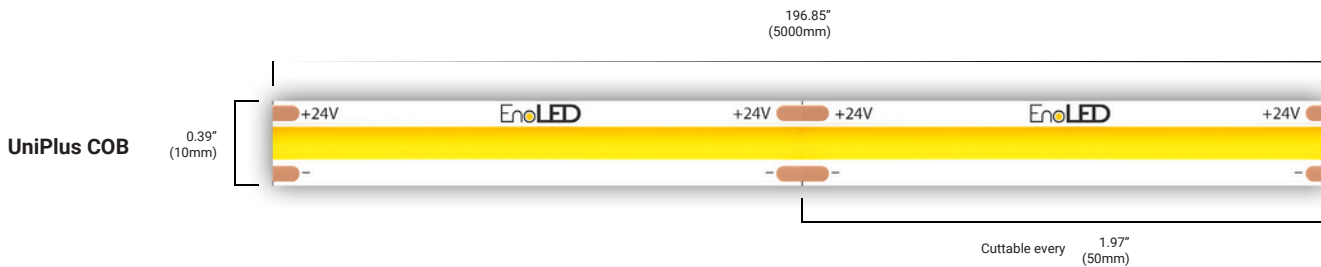 196.85”
(5000mm)
+24V EnoLED +24V +24V EnoLED +24V
UniPlus COB
0.39”
(10mm)
– – – –
Cuttable every
1.97”
(50mm)